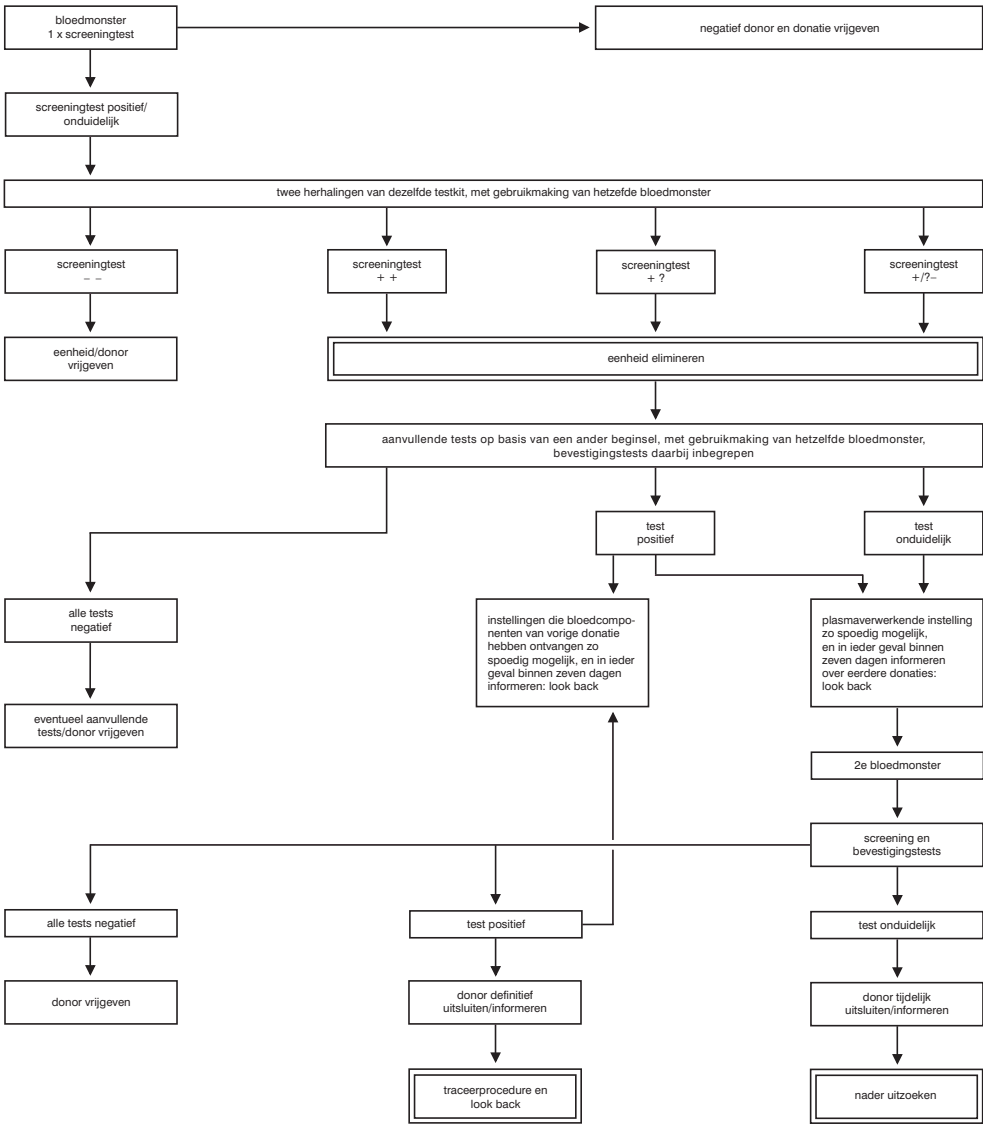 bloedmonster
1 x screeningtest
negatief donor en donatie vrijgeven
screeningtest positief/
onduidelijk
twee herhalingen van dezelfde testkit, met gebruikmaking van hetzefde bloedmonster
screeningtest
– –
screeningtest
+ +
screeningtest
+ ?
screeningtest
+/?–
eenheid/donor
vrijgeven
eenheid elimineren
aanvullende tests op basis van een ander beginsel, met gebruikmaking van hetzelfde bloedmonster,
bevestigingstests daarbij inbegrepen
test
positief
test
onduidelijk
alle tests
negatief
instellingen die bloedcompo-
nenten van vorige donatie
hebben ontvangen zo
spoedig mogelijk, en in ieder
geval binnen zeven dagen
informeren: look back
plasmaverwerkende instelling
zo spoedig mogelijk,
en in ieder geval binnen
zeven dagen informeren
over eerdere donaties:
look back
eventueel aanvullende
tests/donor vrijgeven
2e bloedmonster
screening en
bevestigingstests
alle tests negatief
test positief
test onduidelijk
donor vrijgeven
donor definitief
uitsluiten/informeren
donor tijdelijk
uitsluiten/informeren
traceerprocedure en
look back
nader uitzoeken